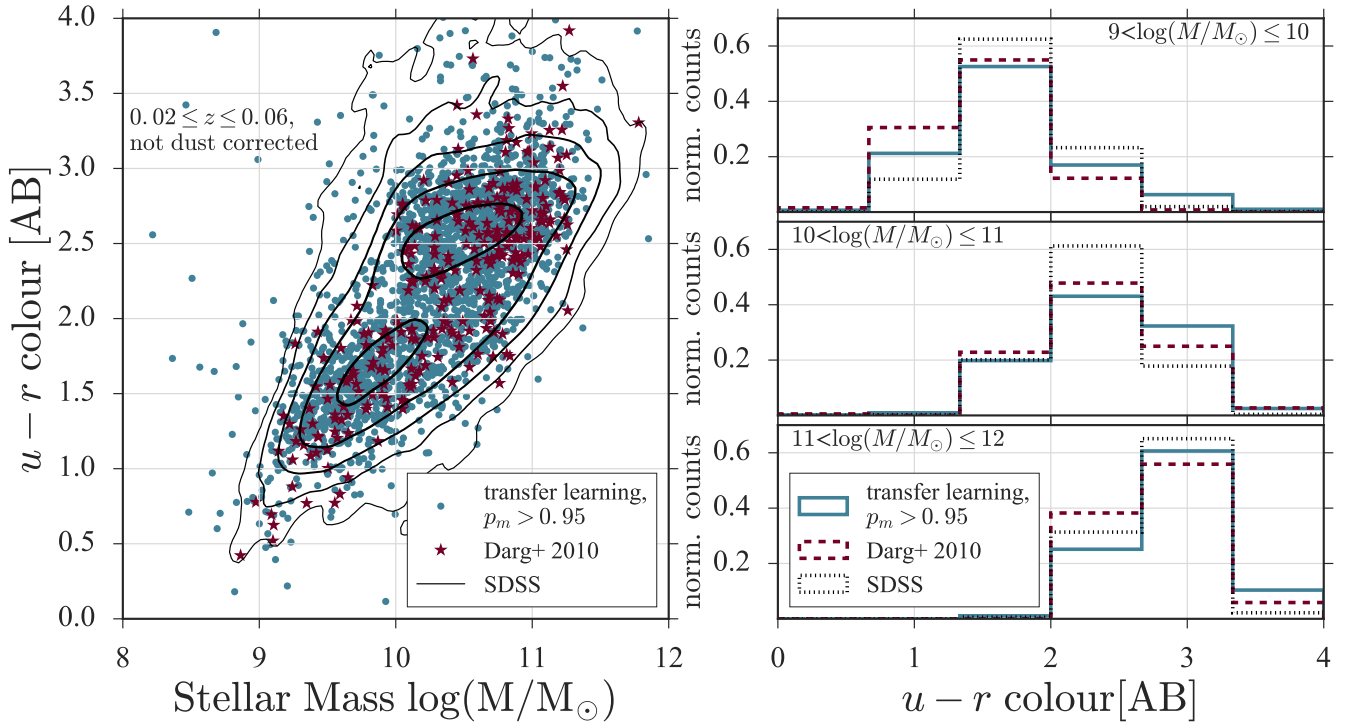 4.0
3.5
3.0
2.5
2.0
1.5
1.0
0.5
0.0
u − r colour [AB]
0.02 ≤ z ≤ 0.06,
not dust corrected
transfer learning,
p_m > 0.95
Darg+ 2010
SDSS
8 9 10 11 12
Stellar Mass log(M/M⊙)
9<log(M/M⊙) ≤ 10
0.6
0.4
0.2
norm. counts
10<log(M/M⊙) ≤ 11
0.6
0.4
0.2
norm. counts
11<log(M/M⊙) ≤ 12
0.6
0.4
0.2
norm. counts
transfer learning,
p_m > 0.95
Darg+ 2010
SDSS
0 1 2 3 4
u − r colour[AB]